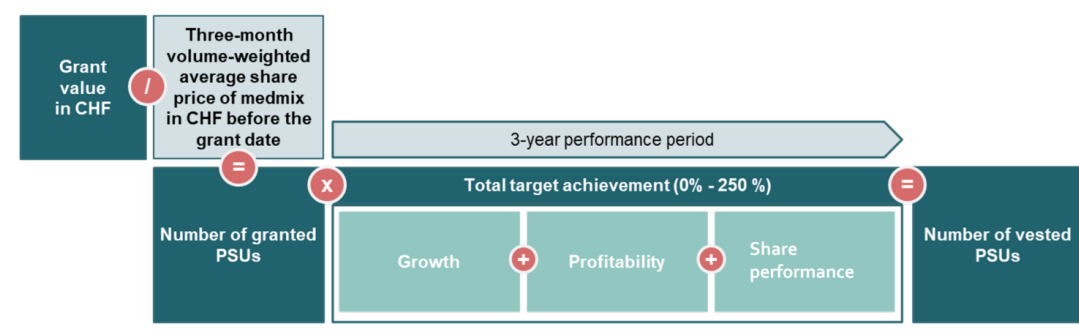 Grant
value
in CHF
/
Three-month
volume-weighted
average share
price of medmix
in CHF before the
grant date
=
3-year performance period
Number of granted
PSUs
x
Total target achievement (0% - 250 %)
Growth
+
Profitability
+
Share
performance
=
Number of vested
PSUs